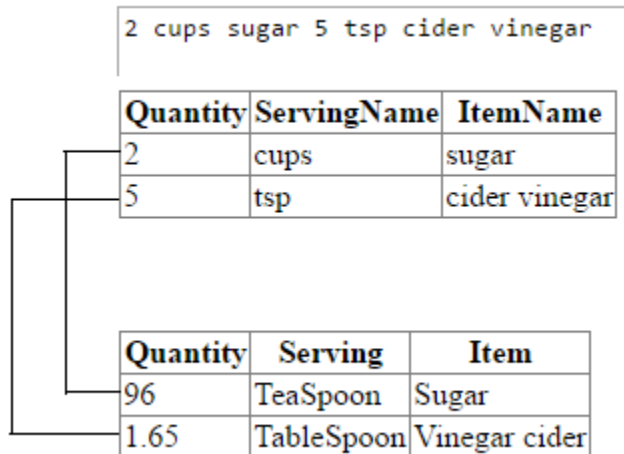 2 cups sugar 5 tsp cider vinegar
Quantity ServingName ItemName
2 cups sugar
5 tsp cider vinegar
Quantity Serving Item
96 TeaSpoon Sugar
1.65 TableSpoon Vinegar cider